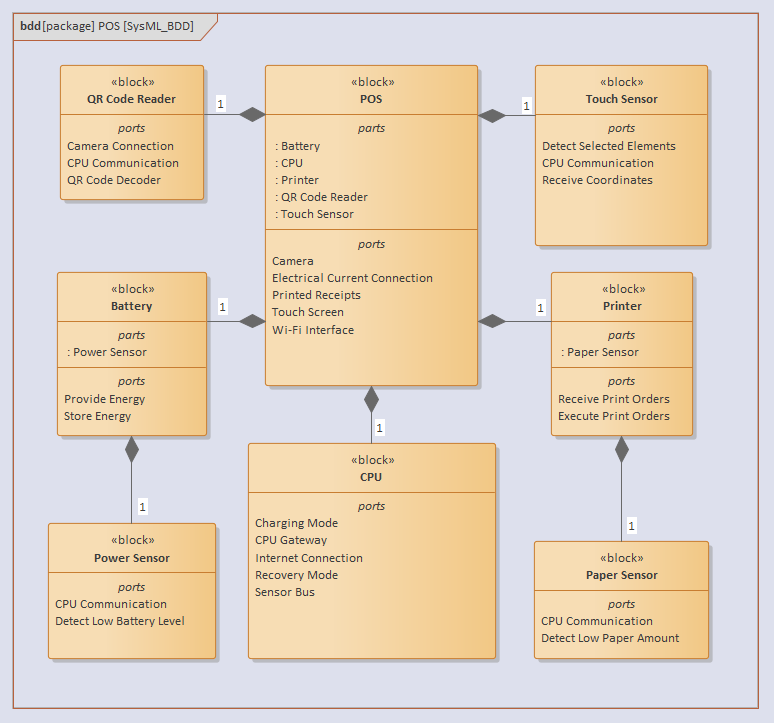 bdd [package] POS [SysML_BDD]
«block»
QR Code Reader
ports
Camera Connection
CPU Communication
QR Code Decoder
1
«block»
POS
parts
: Battery
: CPU
: Printer
: QR Code Reader
: Touch Sensor
ports
Camera
Electrical Current Connection
Printed Receipts
Touch Screen
Wi-Fi Interface
1
«block»
Touch Sensor
ports
Detect Selected Elements
CPU Communication
Receive Coordinates
«block»
Battery
parts
: Power Sensor
ports
Provide Energy
Store Energy
1
1
«block»
Printer
parts
: Paper Sensor
ports
Receive Print Orders
Execute Print Orders
1
1
«block»
Power Sensor
ports
CPU Communication
Detect Low Battery Level
«block»
CPU
ports
Charging Mode
CPU Gateway
Internet Connection
Recovery Mode
Sensor Bus
1
«block»
Paper Sensor
ports
CPU Communication
Detect Low Paper Amount